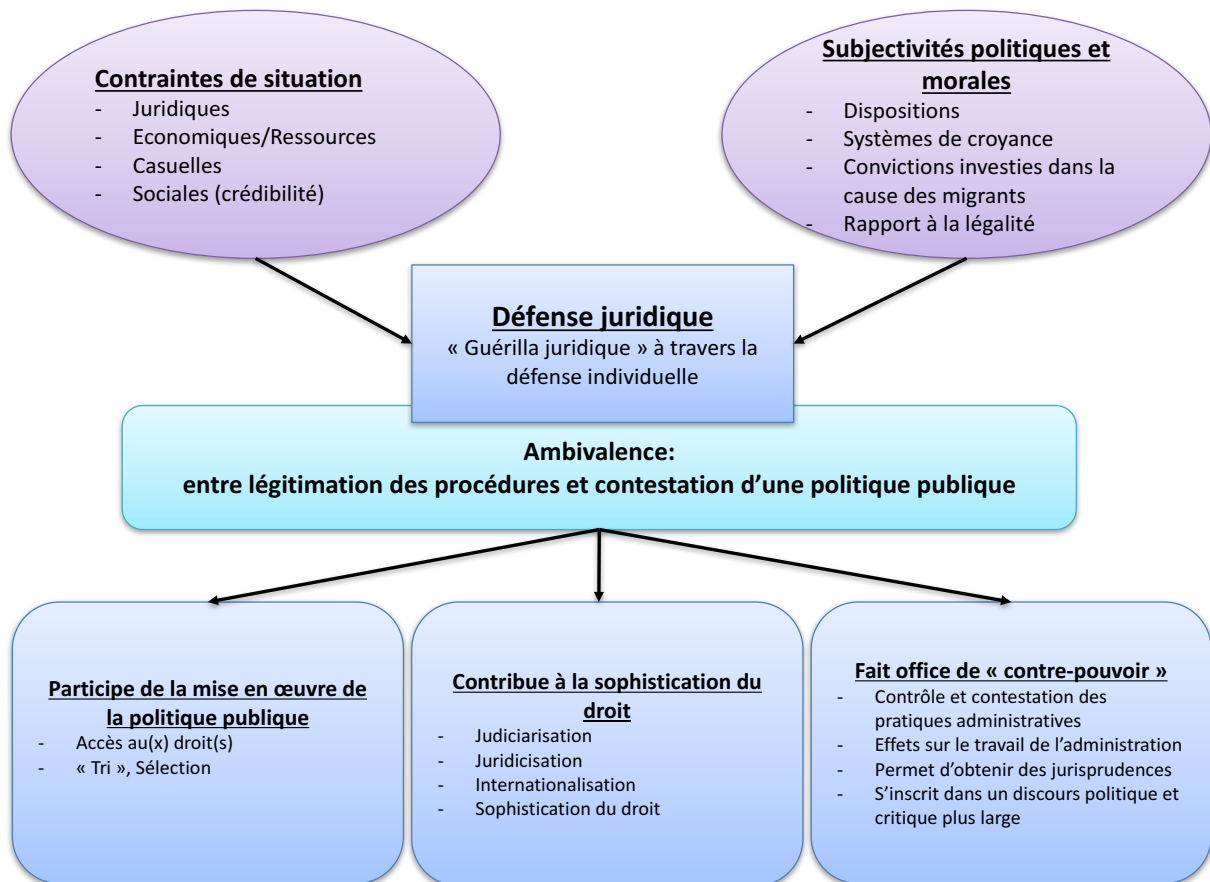 Contraintes de situation
- Juridiques
- Economiques/Ressources
- Casuelles
- Sociales (crédibilité)
Subjectivités politiques et
morales
- Dispositions
- Systèmes de croyance
- Convictions investies dans la
cause des migrants
- Rapport à la légalité
Défense juridique
« Guérilla juridique » à travers la
défense individuelle
Ambivalence:
entre légitimation des procédures et contestation d’une politique publique
Participe de la mise en œuvre de
la politique publique
- Accès au(x) droit(s)
- « Tri », Sélection
Contribue à la sophistication du
droit
- Judiciarisation
- Juridicisation
- Internationalisation
- Sophistication du droit
Fait office de « contre-pouvoir »
- Contrôle et contestation des
pratiques administratives
- Effets sur le travail de l’administration
- Permet d’obtenir des jurisprudences
- S’inscrit dans un discours politique et
critique plus large